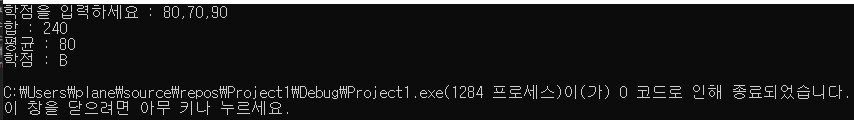 학점을 입력하세요 : 80,70,90
합 : 240
평균 : 80
학점 : B
C:₩Users₩plane₩source₩repos₩Project1₩Debug₩Project1.exe(1284 프로세스)이(가) 0 코드로 인해 종료되었습니다.
이 창을 닫으려면 아무 키나 누르세요.